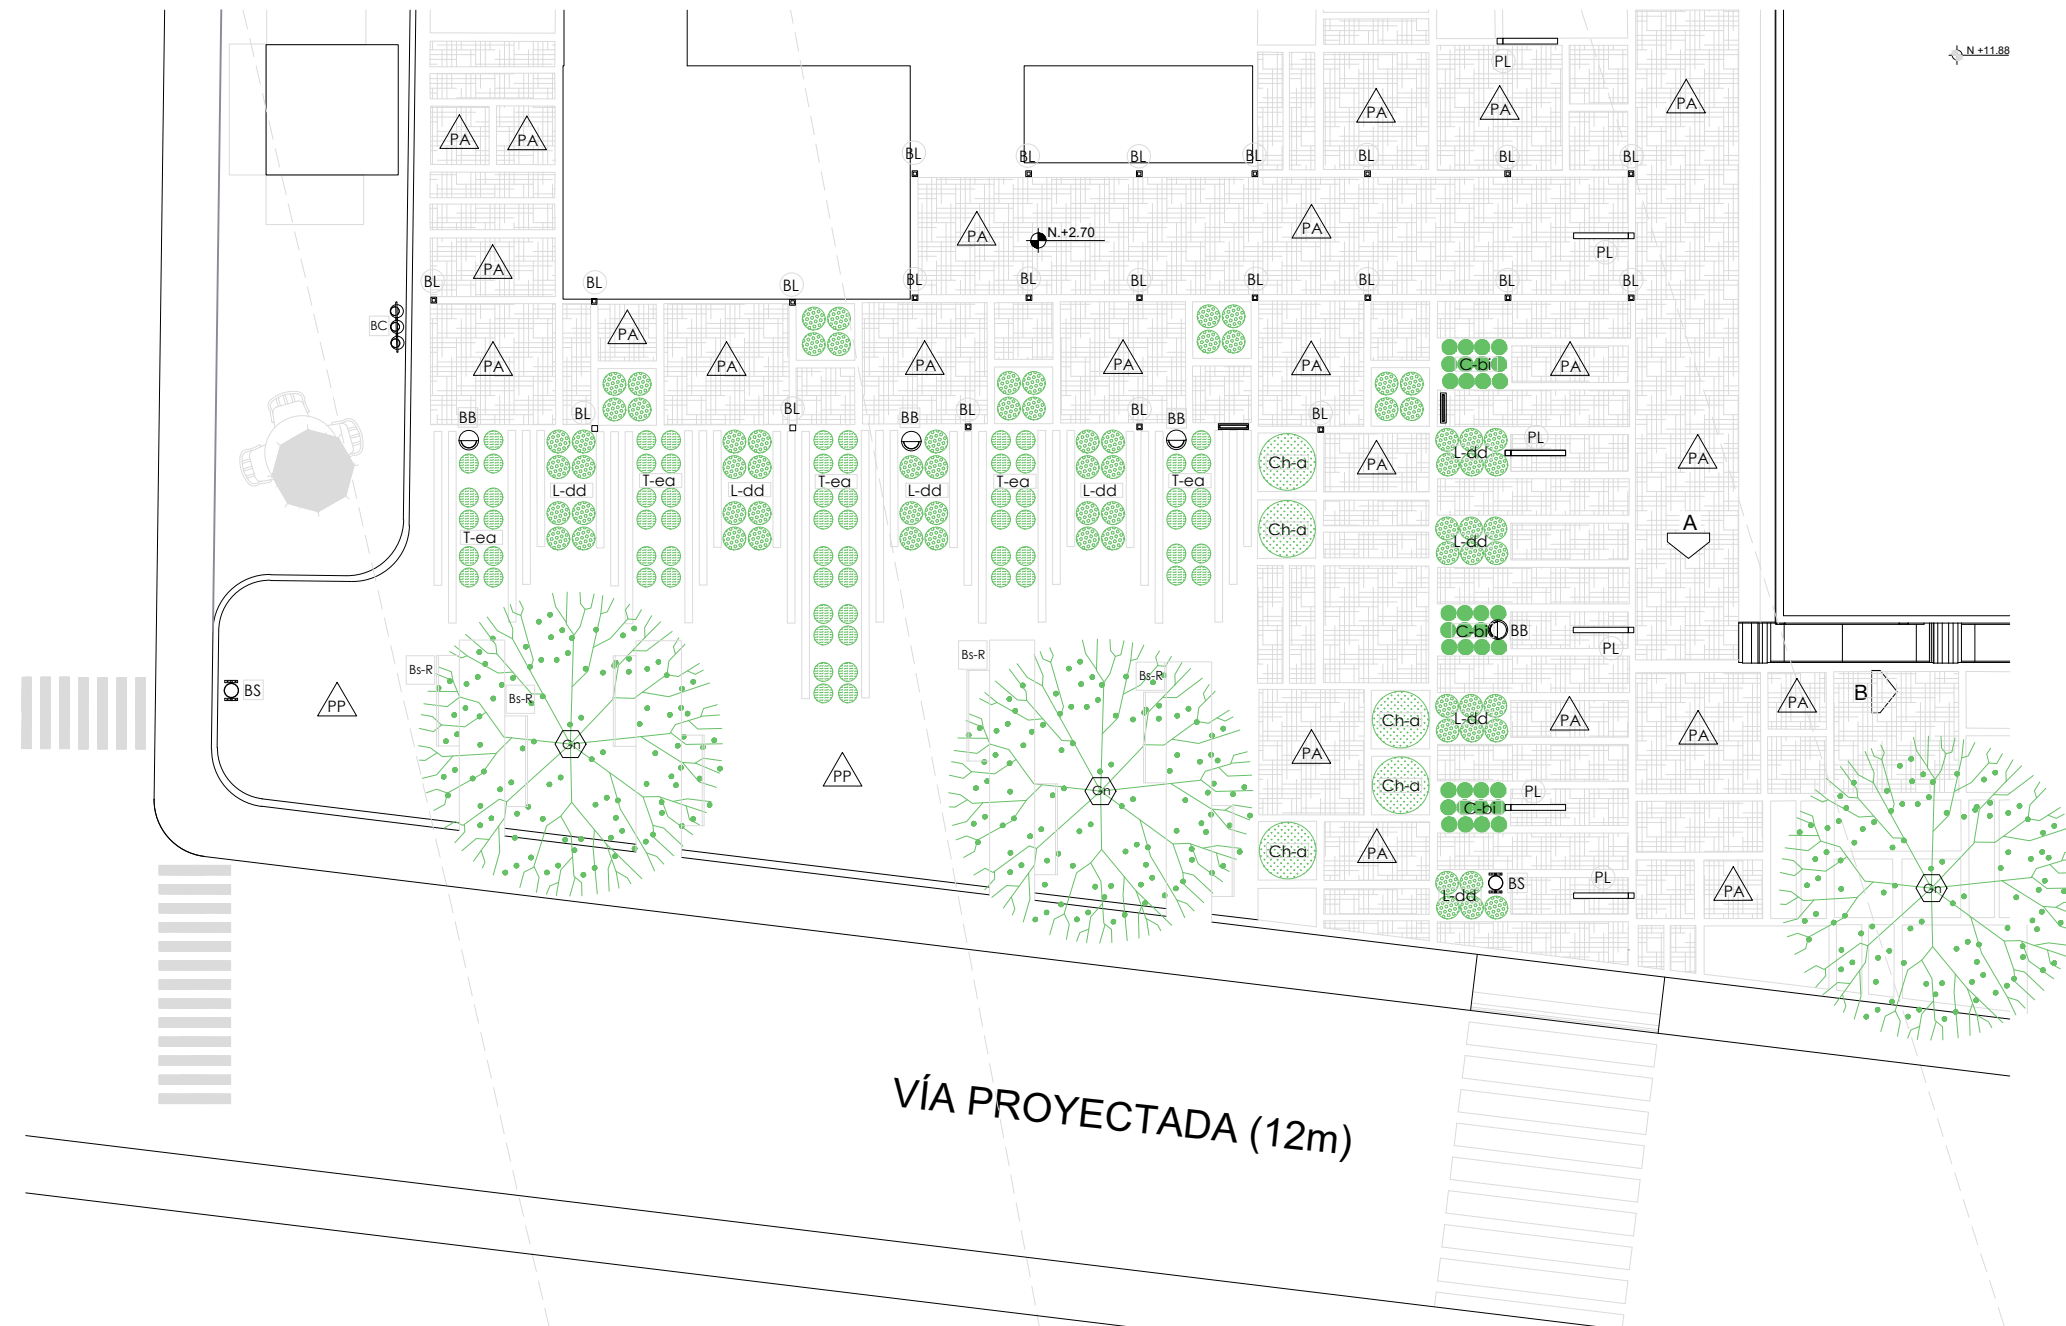 N +11.88
PL
PA
PA
PA
PA
PA
BL
BL
BL
BL
BL
BL
BL
PA
N.+2.70
PA
PL
PA
BL
BL
BL
BL
BL
BL
BL
BL
BL
BL
BC
PA
PA
PA
PA
PA
PA
C-bi
PA
BB
BL
BL
BB
BL
BL
BB
BL
PL
L-dd
Ch-a
PA
PA
L-dd
T-ea
L-dd
T-ea
L-dd
T-ea
L-dd
T-ea
T-ea
Ch-a
L-dd
A
C-bi
BB
PL
Bs-R
Bs-R
Bs-R
Bs-R
BS
PP
B
PA
PA
PA
L-dd
Ch-a
Gn
PA
PP
Gn
Ch-a
PL
C-bi
Ch-a
PA
PL
BS
L-dd
PA
Gn
VÍA PROYECTADA (12m)